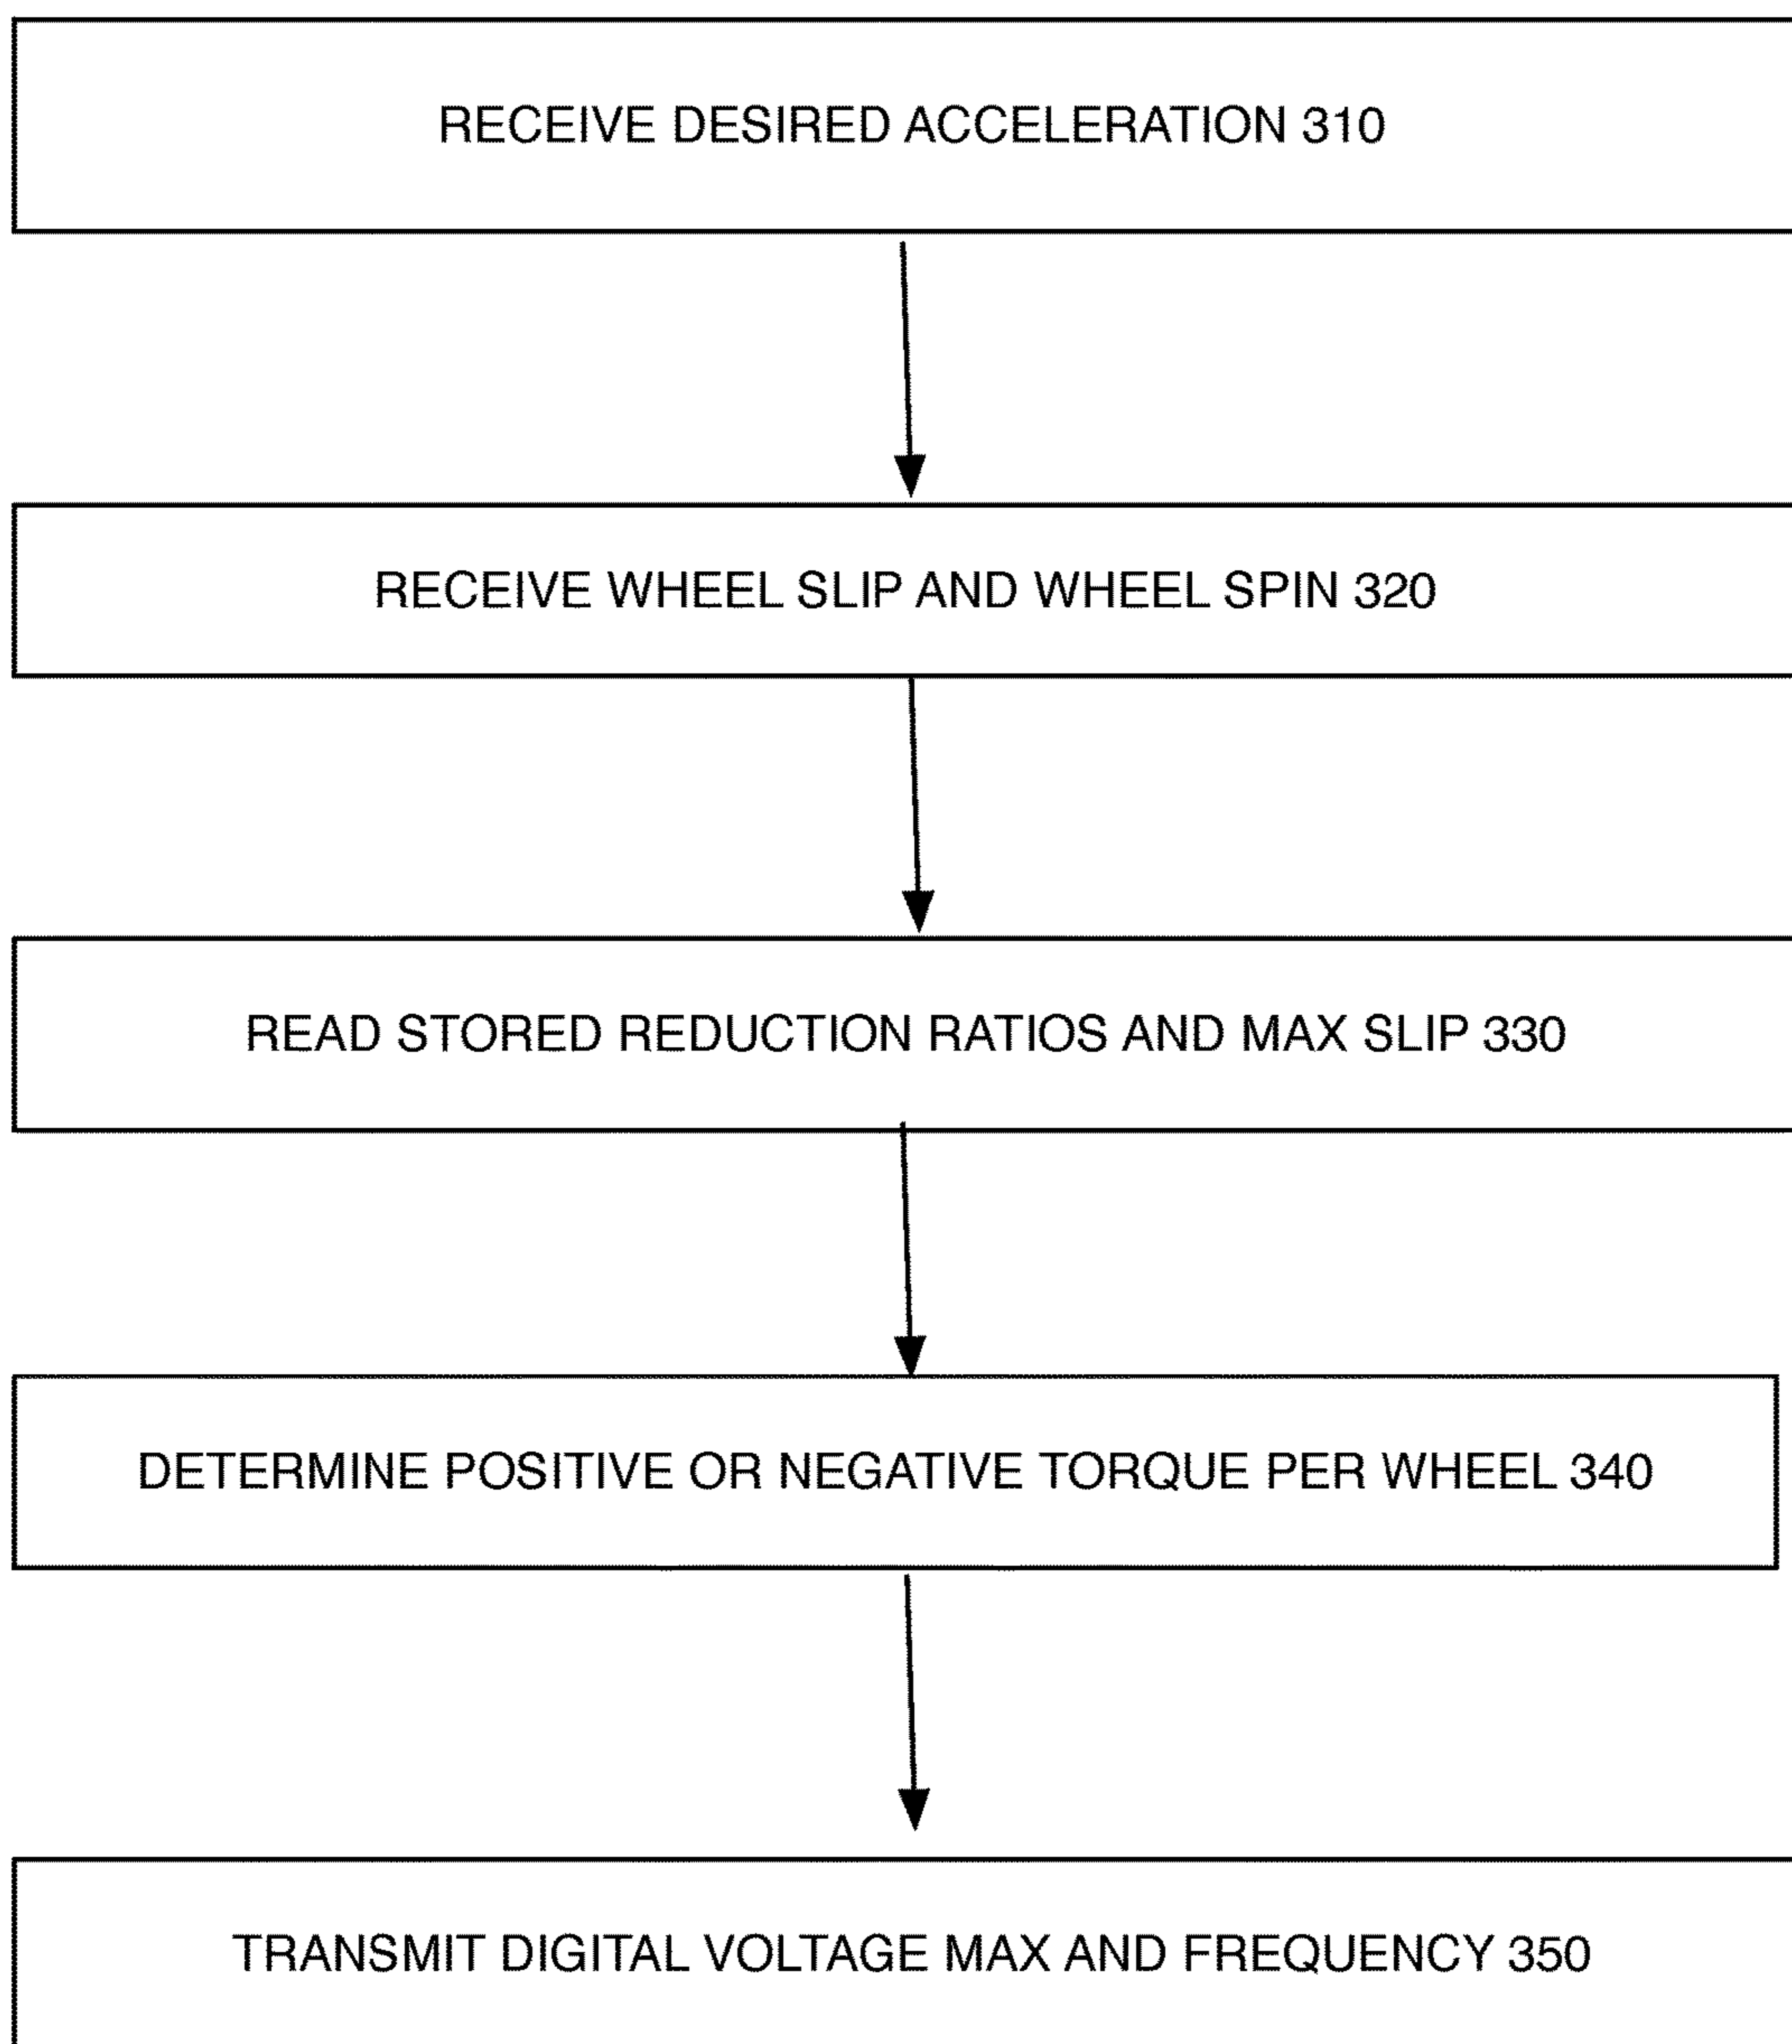 RECEIVE DESIRED ACCELERATION 310
RECEIVE WHEEL SLIP AND WHEEL SPIN 320
READ STORED REDUCTION RATIOS AND MAX SLIP 330
DETERMINE POSITIVE OR NEGATIVE TORQUE PER WHEEL 340
TRANSMIT DIGITAL VOLTAGE MAX AND FREQUENCY 350